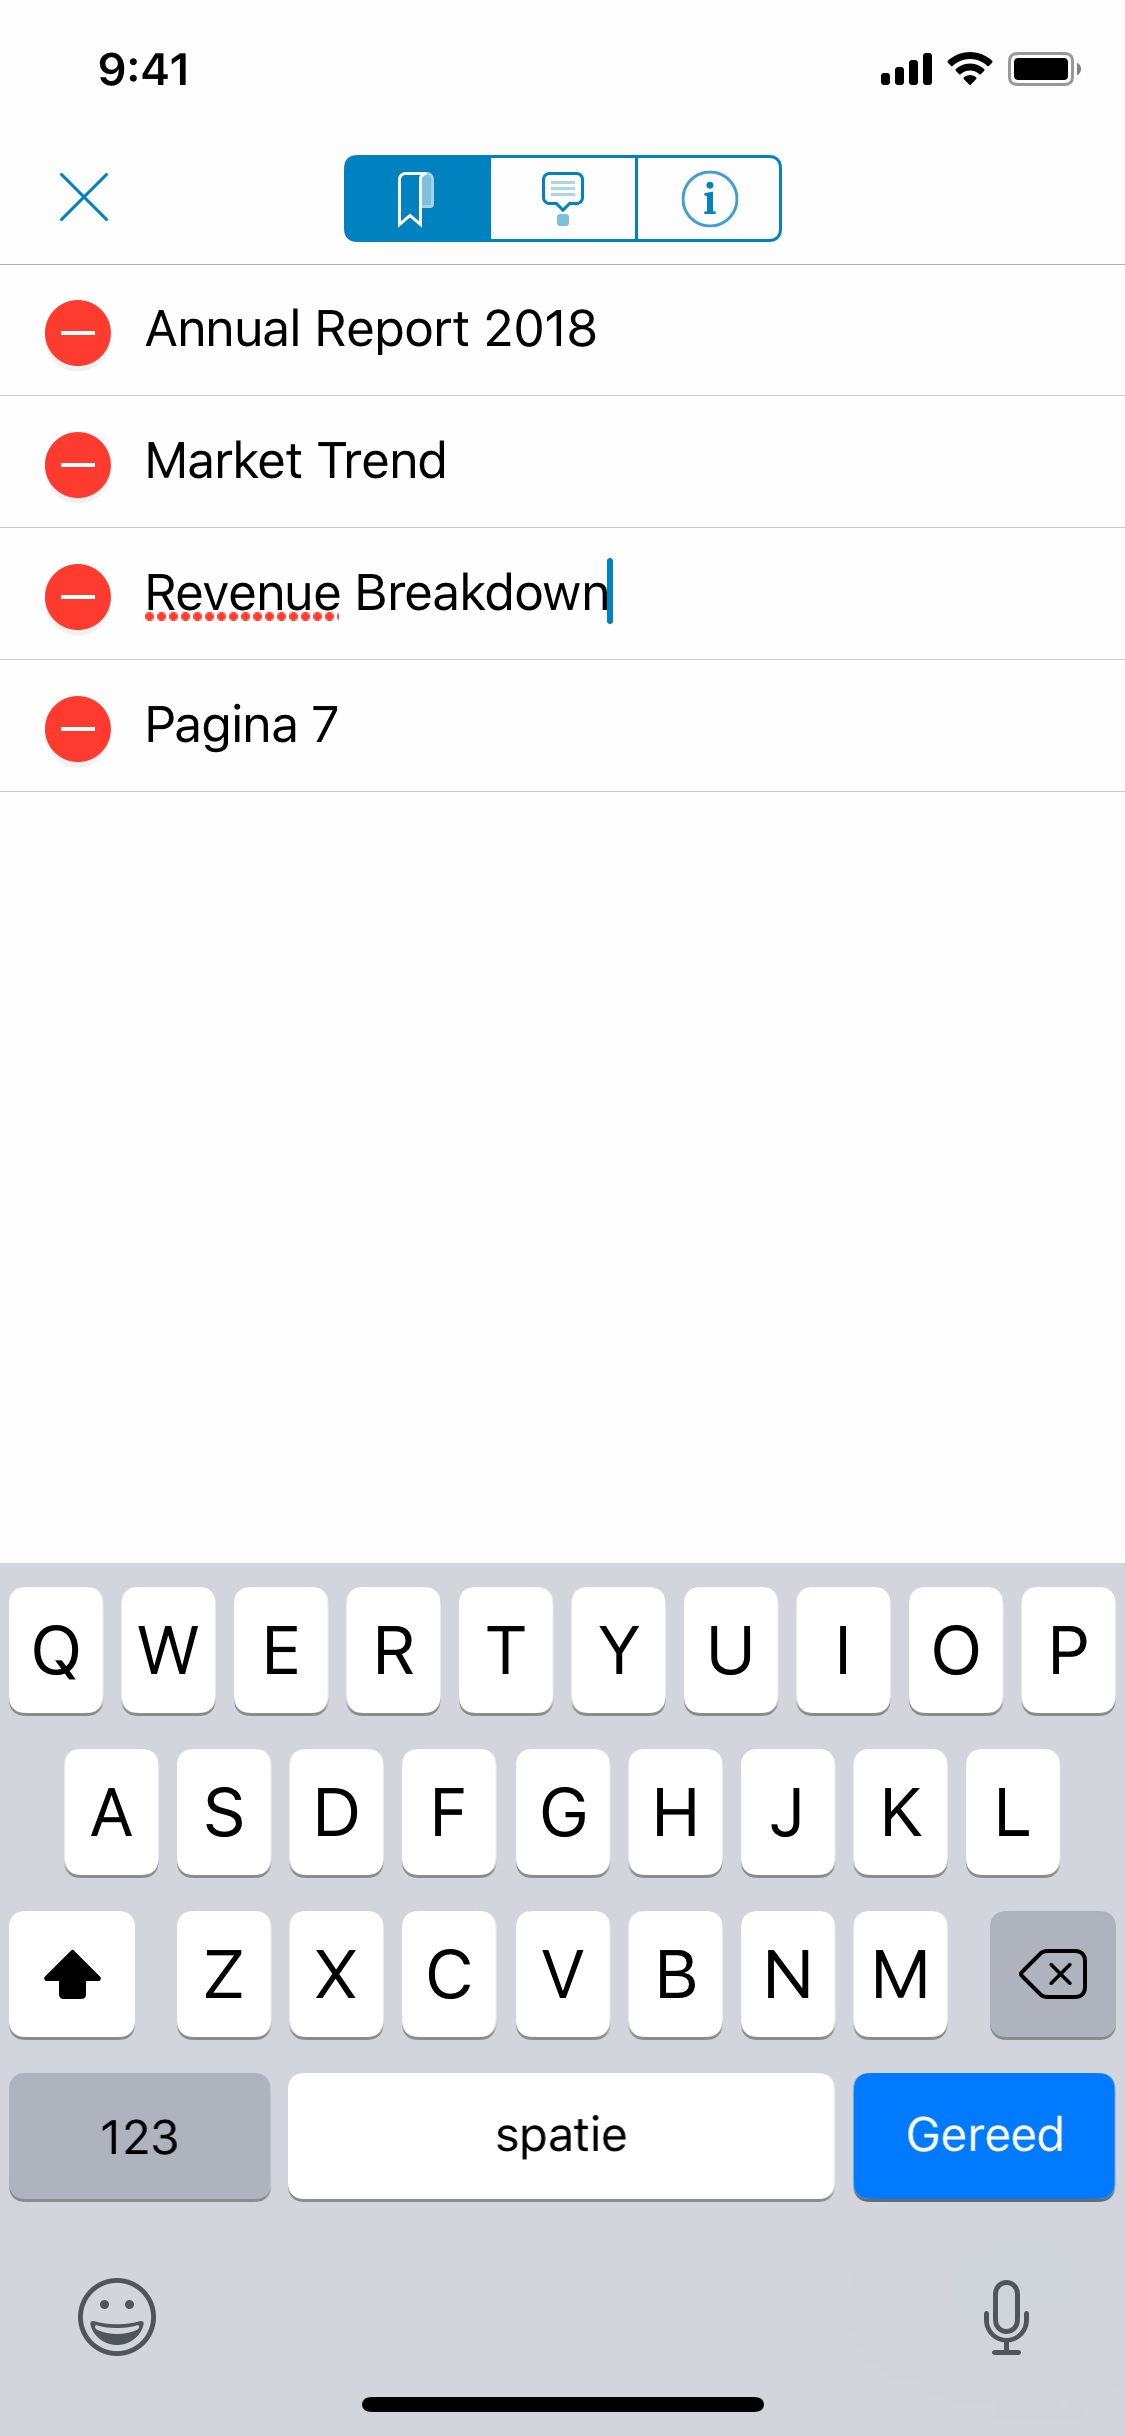 9:41
i
Annual Report 2018
Market Trend
Revenue Breakdown
Pagina 7
Q W E R T Y U I O P
A S D F G H J K L
Z X C V B N M
123 spatie Gereed